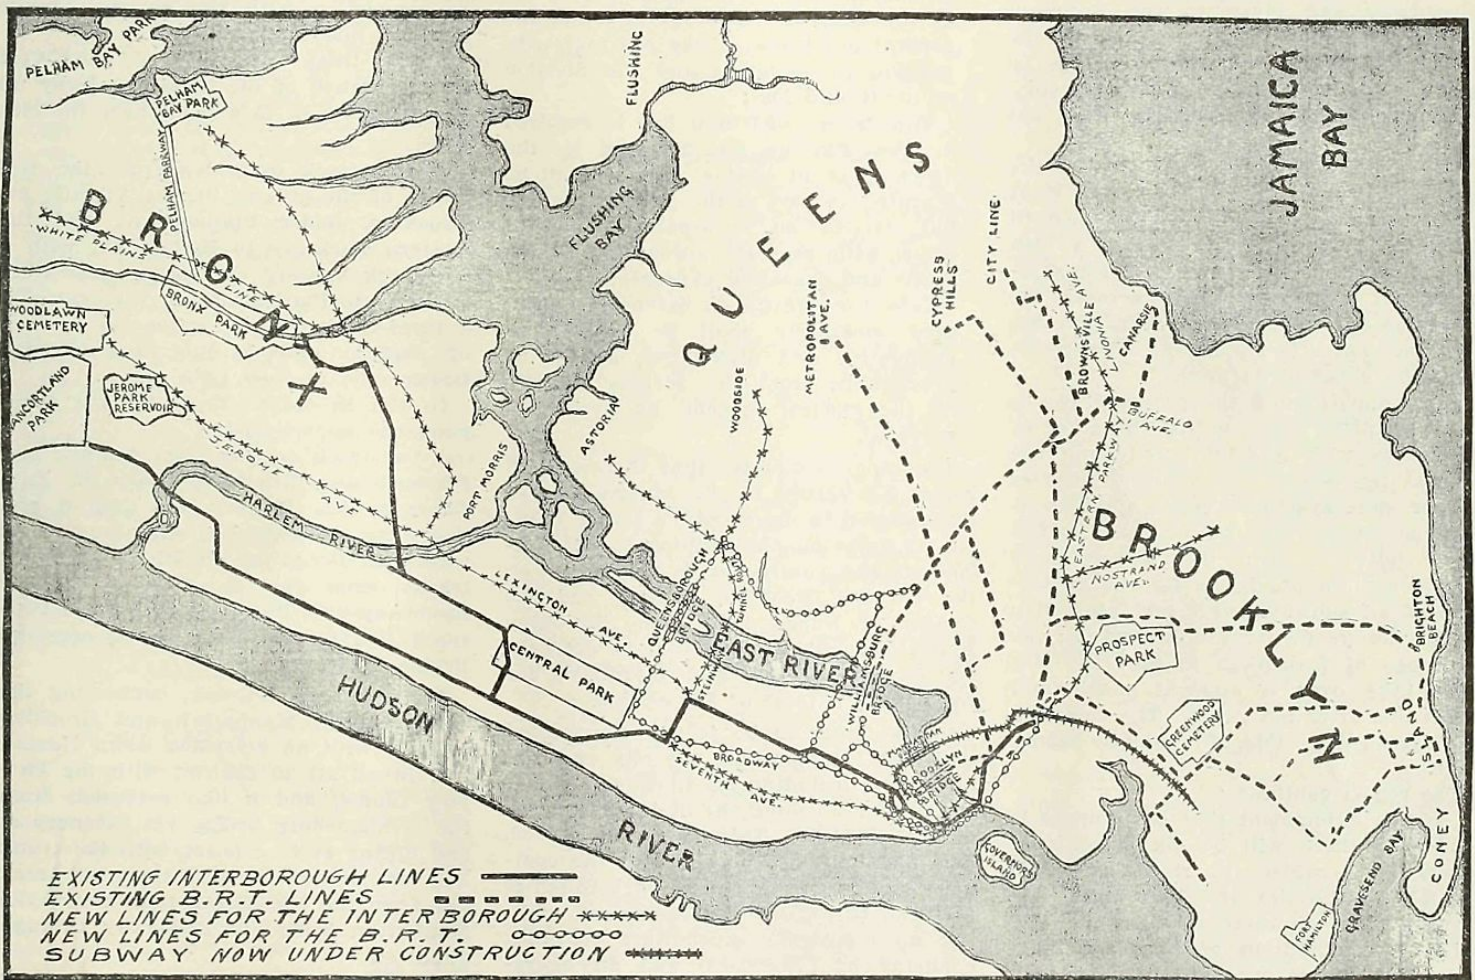 PELHAM BAY PARK
PELHAM
BAY PARK
PELHAM PARKWAY
BRONX
WHITE PLAINS
LINE
BRONX PARK
WOODLAWN
CEMETERY
VANCORTLAND
PARK
JEROME
PARK
RESERVOIR
JEROME AVE
HARLEM RIVER
PORT MORRIS
LEXINGTON AVE.
CENTRAL PARK
HUDSON
RIVER
BROADWAY
SEVENTH AVE.
QUEENSBOROUGH
BRIDGE
STEINWAY
TUNNEL
EAST RIVER
WILLIAMSBURG
BRIDGE
MANHATTAN
BROOKLYN
BRIDGE
GOVERNORS
ISLAND
FLUSHING
FLUSHING
BAY
QUEENS
ASTORIA
WOODSIDE
METROPOLITAN
AVE.
CYPRESS
HILLS
CITY LINE
BROWNSVILLE
LIVONIA AVE.
CANARSIE
BUFFALO
AVE.
EASTERN PARKWAY
NOSTRAND
AVE.
BROOKLYN
PROSPECT
PARK
GREENWOOD
CEMETERY
BRIGHTON
BEACH
CONEY ISLAND
GRAVESEND BAY
FORT
HAMILTON
JAMAICA
BAY
EXISTING INTERBOROUGH LINES
EXISTING B.R.T. LINES
NEW LINES FOR THE INTERBOROUGH
NEW LINES FOR THE B.R.T.
SUBWAY NOW UNDER CONSTRUCTION